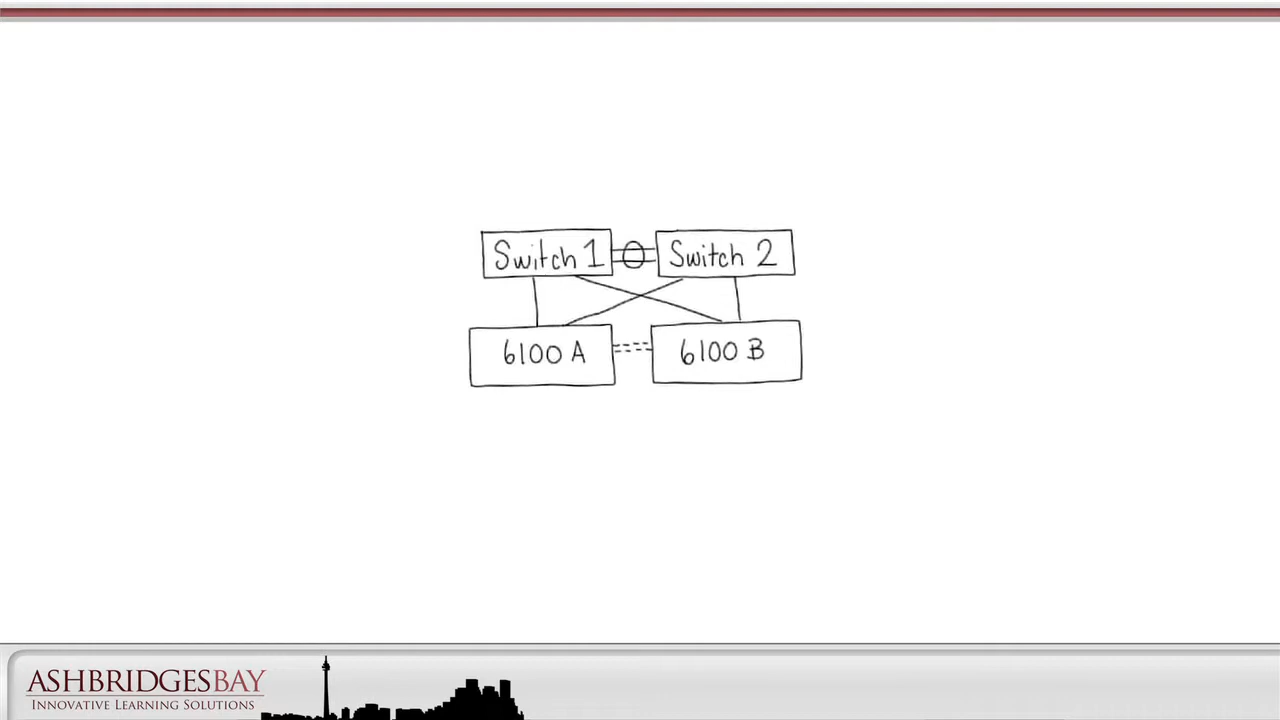 Switch 1
Switch 2
6100 A
6100 B
ASHBRIDGESBAY
INNOVATIVE LEARNING SOLUTIONS